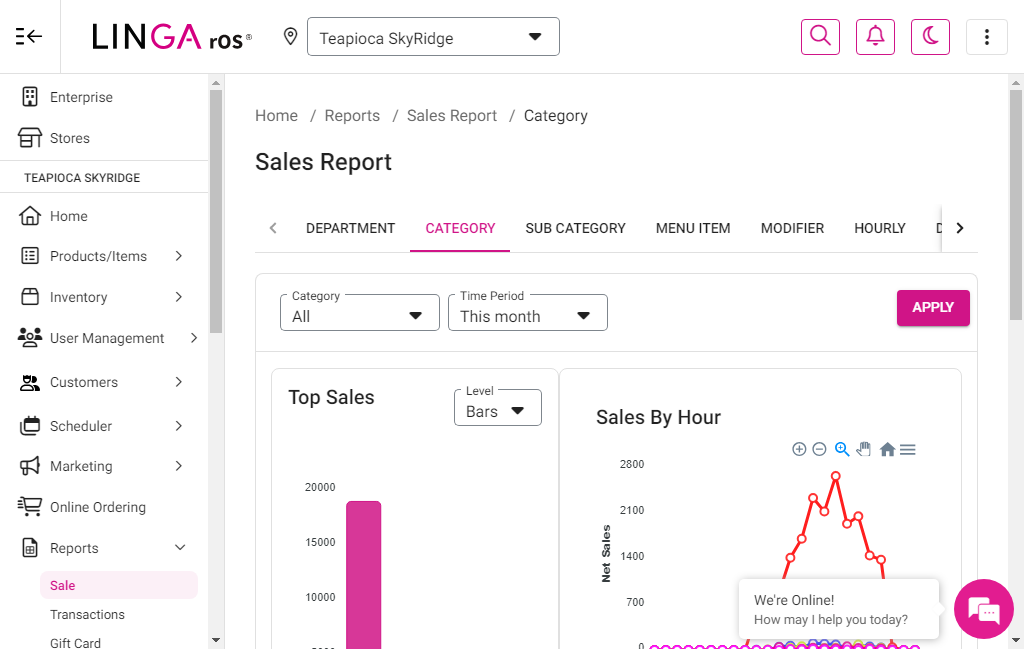 LINGA ros®
Teapioca SkyRidge
Enterprise
Stores
TEAPIOCA SKYRIDGE
Home
Products/Items
Inventory
User Management
Customers
Scheduler
Marketing
Online Ordering
Reports
Sale
Transactions
Gift Card
Home / Reports / Sales Report / Category
Sales Report
DEPARTMENT CATEGORY SUB CATEGORY MENU ITEM MODIFIER HOURLY
Category
All
Time Period
This month
APPLY
Top Sales
Level
Bars
20000
15000
10000
Sales By Hour
2800
2100
1400
700
0
Net Sales
We're Online!
How may I help you today?